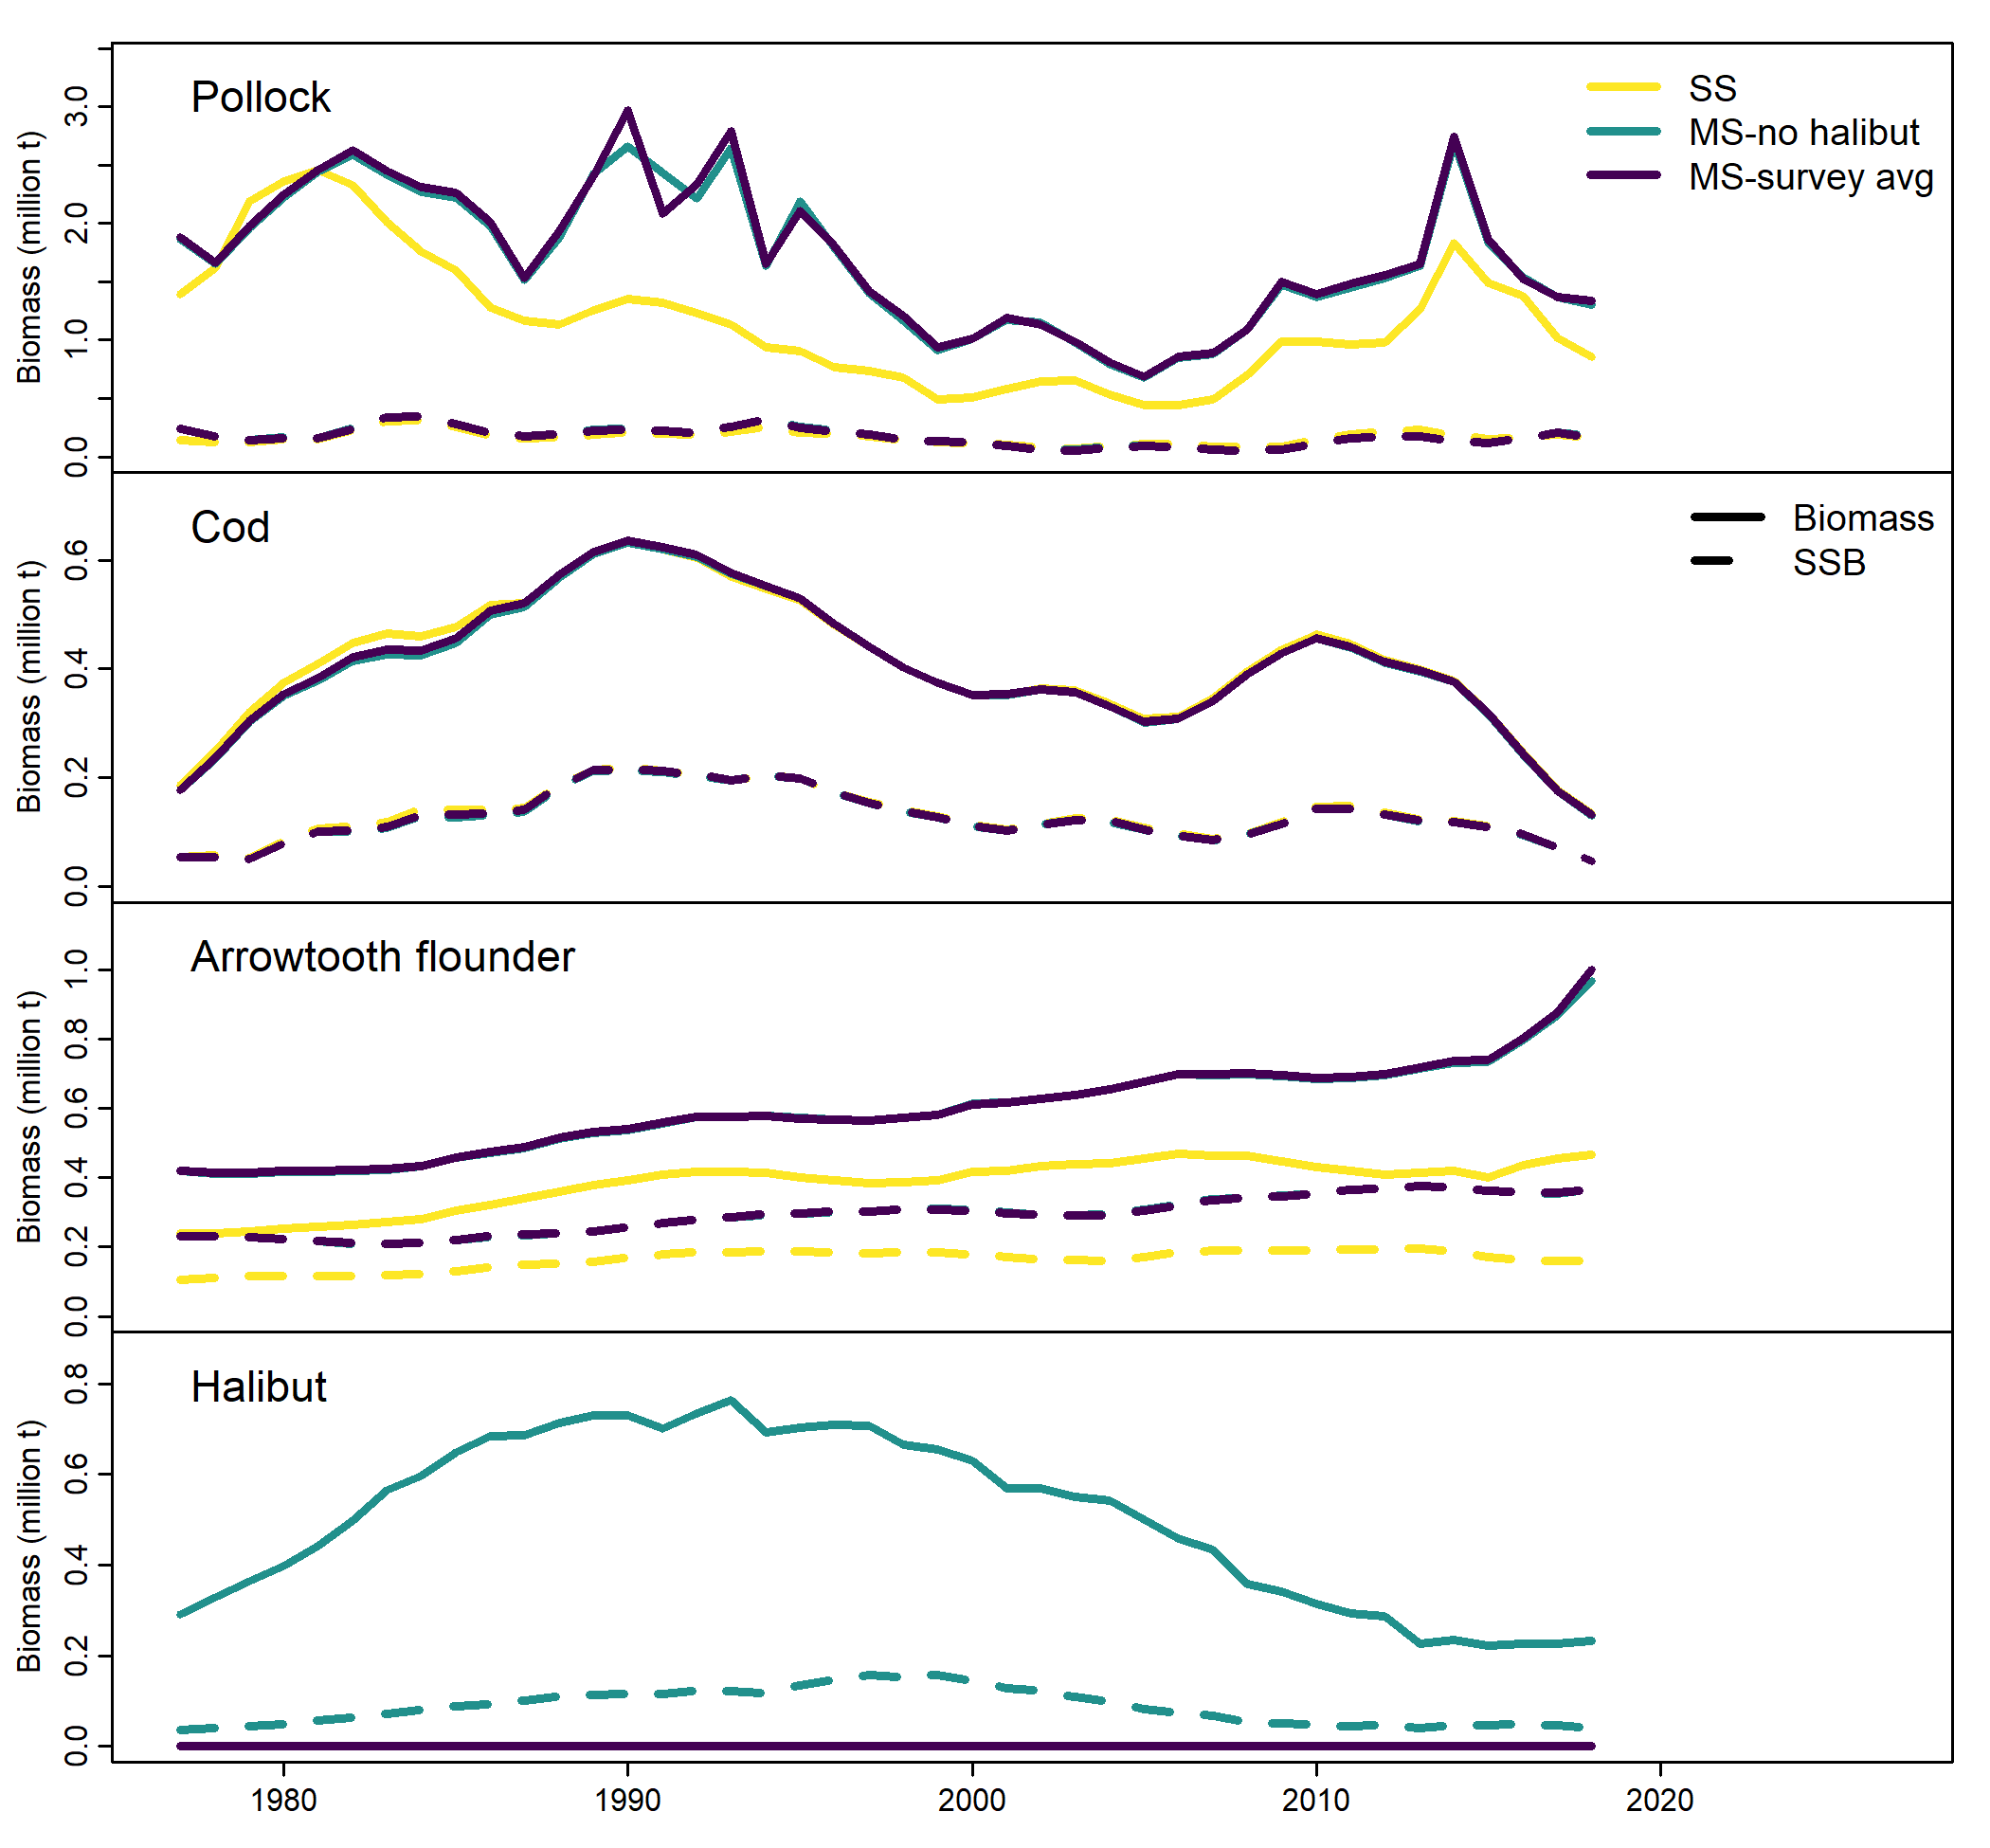 Pollock
SS
MS-no halibut
MS-survey avg
Biomass (million t)
0.0 1.0 2.0 3.0
Cod
Biomass
SSB
Biomass (million t)
0.0 0.2 0.4 0.6
Arrowtooth flounder
Biomass (million t)
0.0 0.2 0.4 0.6 0.8 1.0
Halibut
Biomass (million t)
0.0 0.2 0.4 0.6 0.8
1980 1990 2000 2010 2020